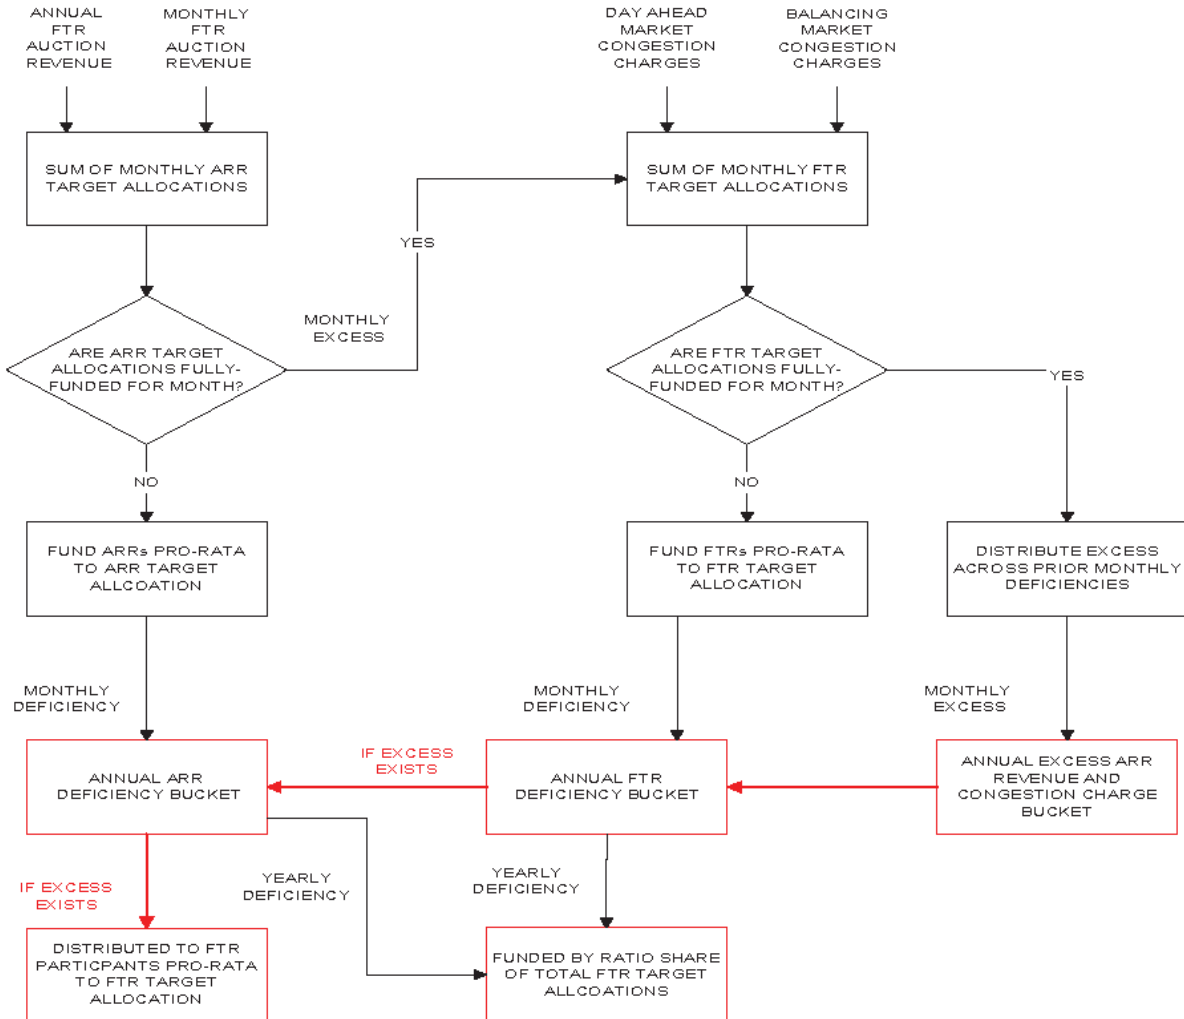 ANNUAL
FTR
AUCTION
REVENUE
MONTHLY
FTR
AUCTION
REVENUE
DAY AHEAD
MARKET
CONGESTION
CHARGES
BALANCING
MARKET
CONGESTION
CHARGES
SUM OF MONTHLY ARR
TARGET ALLOCATIONS
SUM OF MONTHLY FTR
TARGET ALLOCATIONS
YES
MONTHLY
EXCESS
ARE ARR TARGET
ALLOCATIONS FULLY-
FUNDED FOR MONTH?
ARE FTR TARGET
ALLOCATIONS FULLY-
FUNDED FOR MONTH?
YES
NO
NO
FUND ARRs PRO-RATA
TO ARR TARGET
ALLCOATION
FUND FTRs PRO-RATA
TO FTR TARGET
ALLOCATION
DISTRIBUTE EXCESS
ACROSS PRIOR MONTHLY
DEFICIENCIES
MONTHLY
DEFICIENCY
MONTHLY
DEFICIENCY
MONTHLY
EXCESS
ANNUAL ARR
DEFICIENCY BUCKET
IF EXCESS
EXISTS
ANNUAL FTR
DEFICIENCY BUCKET
ANNUAL EXCESS ARR
REVENUE AND
CONGESTION CHARGE
BUCKET
IF EXCESS
EXISTS
YEARLY
DEFICIENCY
YEARLY
DEFICIENCY
DISTRIBUTED TO FTR
PARTICPANTS PRO-RATA
TO FTR TARGET
ALLOCATION
FUNDED BY RATIO SHARE
OF TOTAL FTR TARGET
ALLCOATIONS